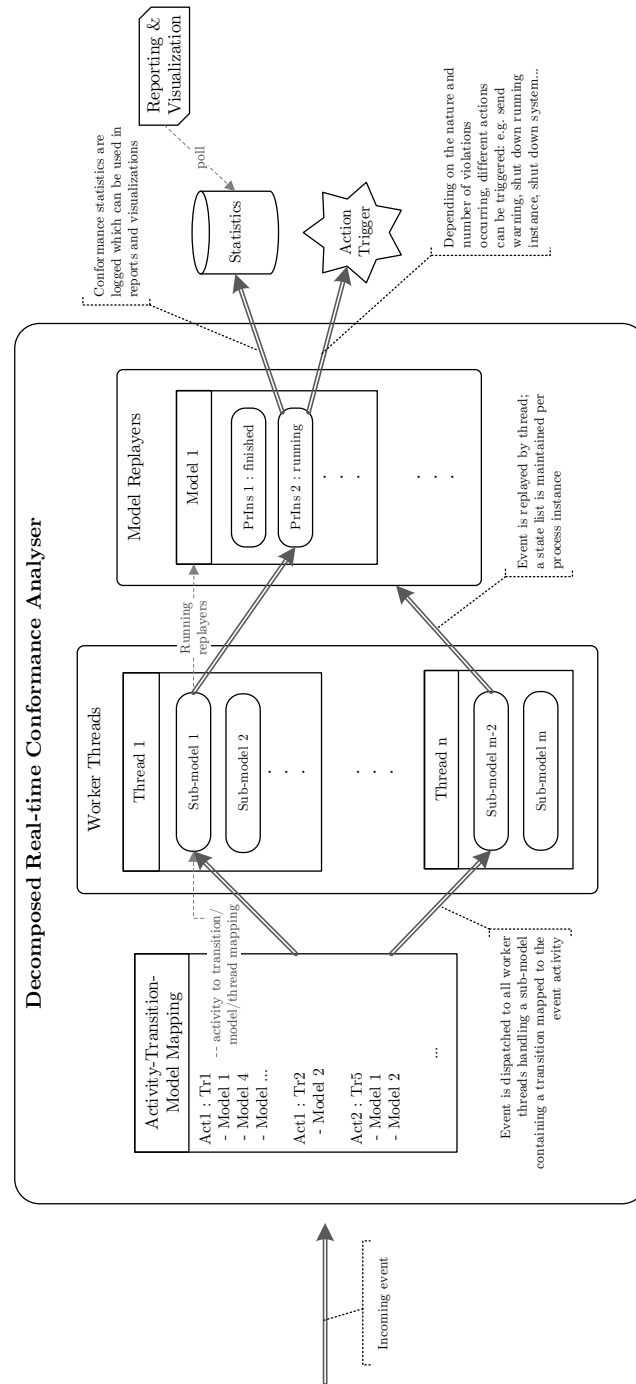 Decomposed Real-time Conformance Analyser
Incoming event
Activity-Transition-
Model Mapping
Act1 : Tr1
- Model 1
- Model 4
- Model ...
Act1 : Tr2
- Model 2
Act2 : Tr5
- Model 1
- Model 2
...
-- activity to transition/
model/thread mapping
Event is dispatched to all worker
threads handling a sub-model
containing a transition mapped to the
event activity
Worker Threads
Thread 1
Sub-model 1
Sub-model 2
. . .
. . .
Thread n
Sub-model m-2
Sub-model m
Running
replayers
Model Replayers
Model 1
PrIns 1 : finished
PrIns 2 : running
. . .
. . .
Event is replayed by thread;
a state list is maintained per
process instance
Conformance statistics are
logged which can be used in
reports and visualizations
Statistics
poll
Reporting &
Visualization
Action
Trigger
Depending on the nature and
number of violations
occurring, different actions
can be triggered: e.g. send
warning, shut down running
instance, shut down system...